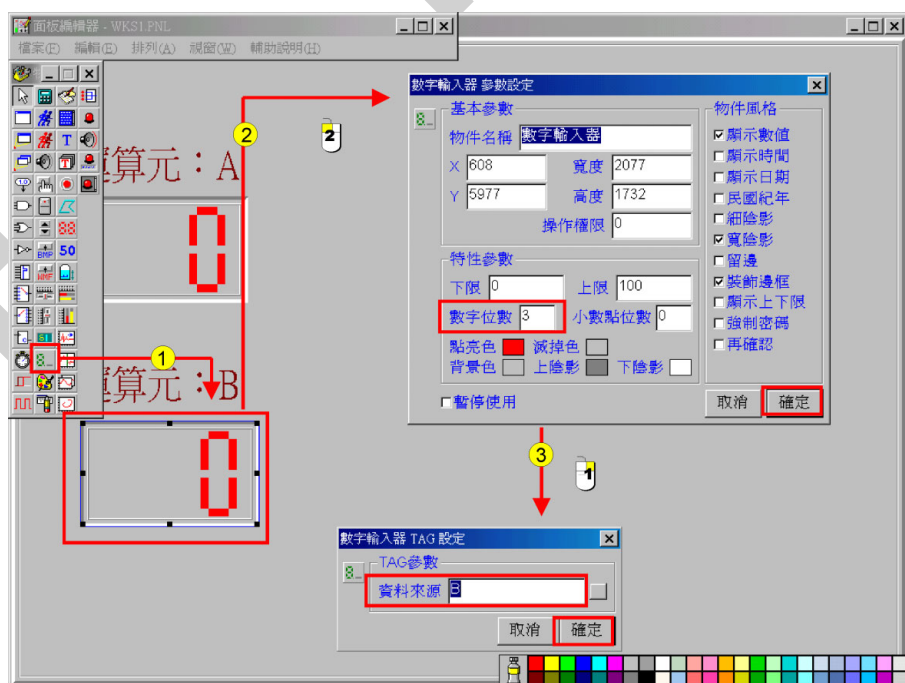 面板編輯器 - WKS1.PNL
檔案(F) 編輯(E) 排列(A) 視窗(W) 輔助說明(H)
運算元：A
0
運算元：B
0
1
2
2
數字輸入器 參數設定
基本參數
物件名稱 數字輸入器
X 608 寬度 2077
Y 5977 高度 1732
操作權限 0
特性參數
下限 0 上限 100
數字位數 3 小數點位數 0
點亮色 滅掉色
背景色 上陰影 下陰影
暫停使用
物件風格
顯示數值
顯示時間
顯示日期
民國紀年
細陰影
寬陰影
留邊
裝飾邊框
顯示上下限
強制密碼
再確認
取消 確定
3
1
數字輸入器 TAG 設定
TAG參數
資料來源 B
取消 確定